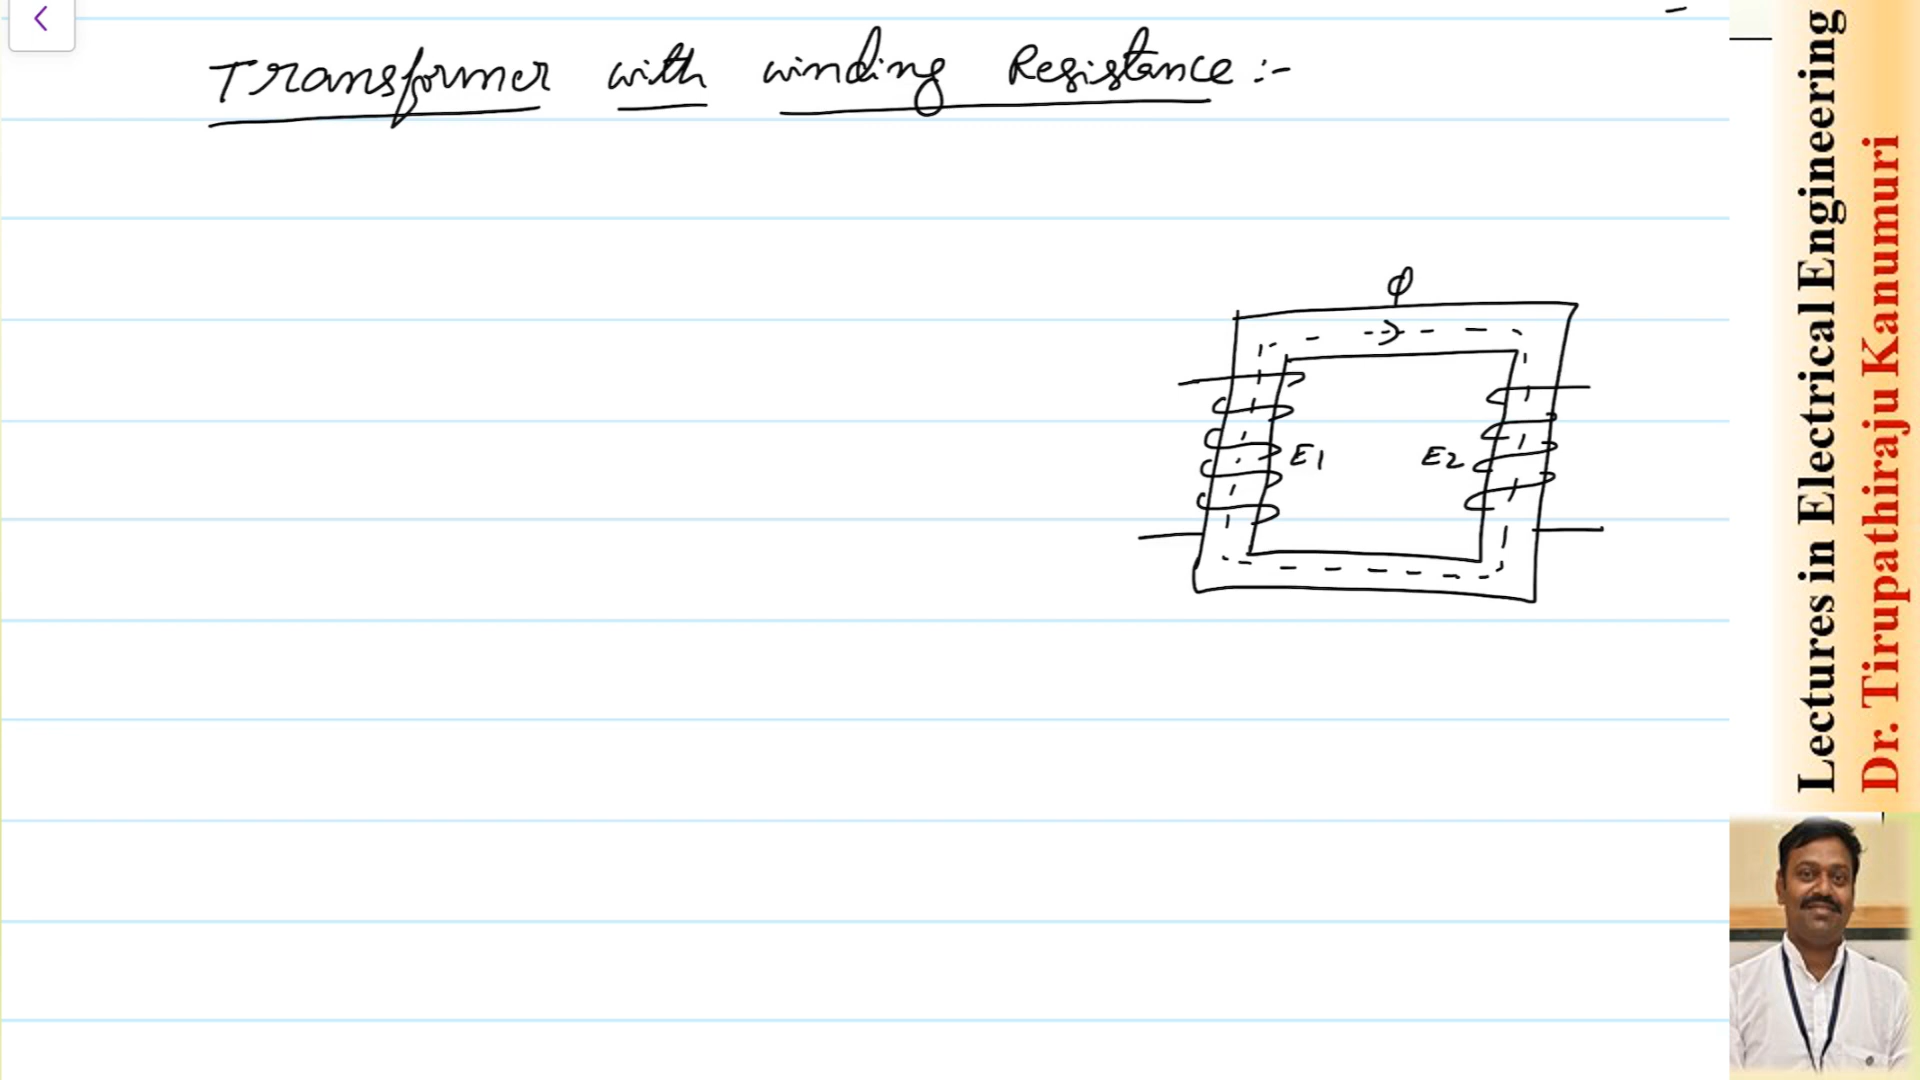 Transformer with winding Resistance :-
φ
E1
E2
Lectures in Electrical Engineering
Dr. Tirupathiraju Kanumuri